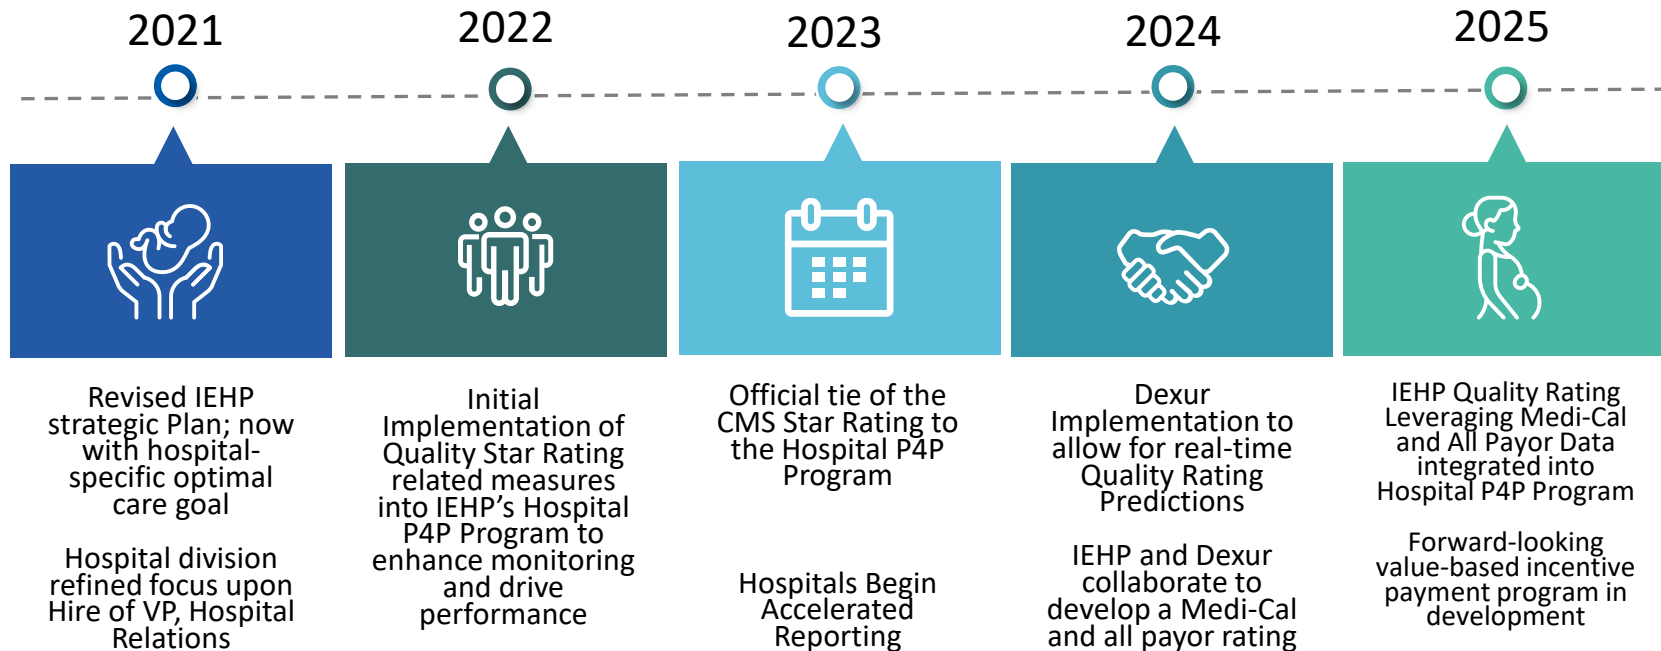 2021
2022
2023
2024
2025
Revised IEHP
strategic Plan; now
with hospital-
specific optimal
care goal
Hospital division
refined focus upon
Hire of VP, Hospital
Relations
Initial
Implementation of
Quality Star Rating
related measures
into IEHP’s Hospital
P4P Program to
enhance monitoring
and drive
performance
Official tie of the
CMS Star Rating to
the Hospital P4P
Program
Hospitals Begin
Accelerated
Reporting
Dexur
Implementation to
allow for real-time
Quality Rating
Predictions
IEHP and Dexur
collaborate to
develop a Medi-Cal
and all payor rating
IEHP Quality Rating
Leveraging Medi-Cal
and All Payor Data
integrated into
Hospital P4P Program
Forward-looking
value-based incentive
payment program in
development